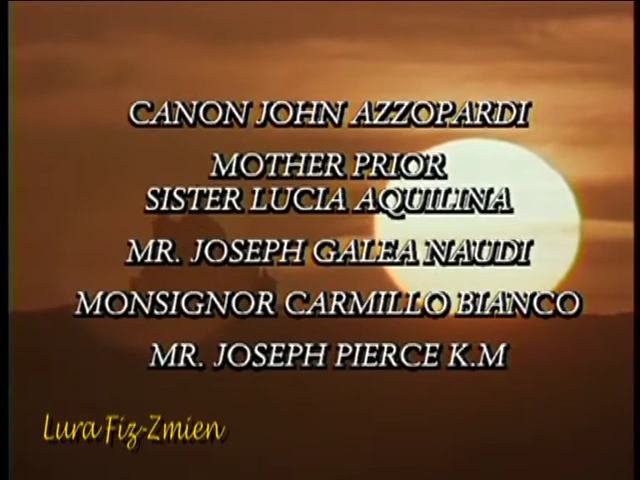 CANON JOHN AZZOPARDI
MOTHER PRIOR
SISTER LUCIA AQUILINA
MR. JOSEPH GALEA NAUDI
MONSIGNOR CARMILLO BIANCO
MR. JOSEPH PIERCE K.M
Lura Fiz-Zmien